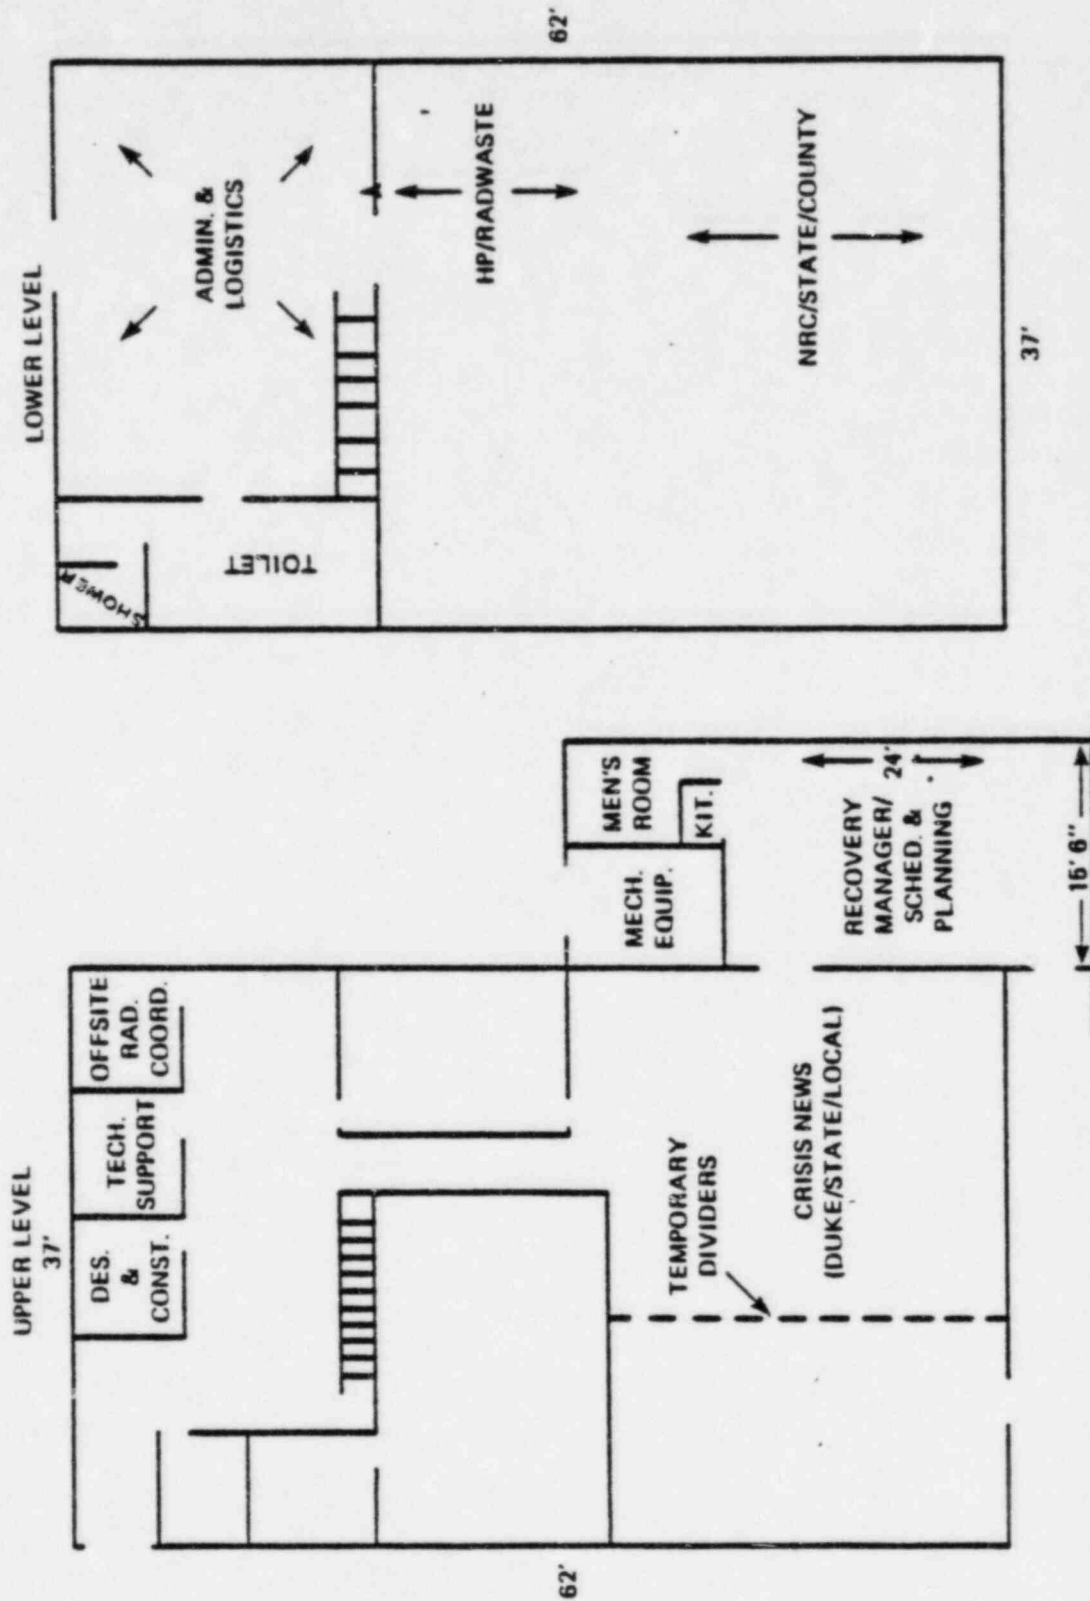 UPPER LEVEL
37'
DES.
&
CONST.
TECH.
SUPPORT
OFFSITE
RAD.
COORD.
MECH.
EQUIP.
MEN'S
ROOM
KIT.
TEMPORARY
DIVIDERS
CRISIS NEWS
(DUKE/STATE/LOCAL)
RECOVERY
MANAGER/
SCHED. &
PLANNING
24'
16' 6"
62'
LOWER LEVEL
SHOWER
TOILET
ADMIN. &
LOGISTICS
HP/RADWASTE
NRC/STATE/COUNTY
37'
62'